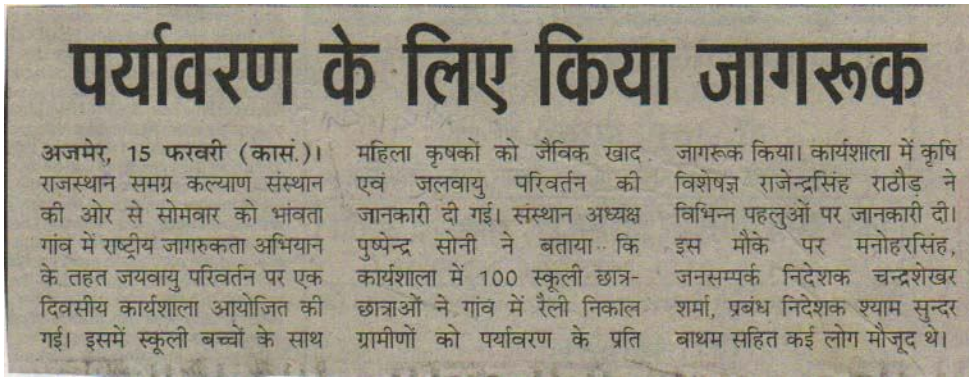 पर्यावरण के लिए किया जागरूक
अजमेर, 15 फरवरी (कासं.)।
राजस्थान समग्र कल्याण संस्थान
की ओर से सोमवार को भांवता
गांव में राष्ट्रीय जागरुकता अभियान
के तहत जयवायु परिवर्तन पर एक
दिवसीय कार्यशाला आयोजित की
गई। इसमें स्कूली बच्चों के साथ
महिला कृषकों को जैविक खाद
एवं जलवायु परिवर्तन की
जानकारी दी गई। संस्थान अध्यक्ष
पुष्पेन्द्र सोनी ने बताया कि
कार्यशाला में 100 स्कूली छात्र-
छात्राओं ने गांव में रैली निकाल
ग्रामीणों को पर्यावरण के प्रति
जागरूक किया। कार्यशाला में कृषि
विशेषज्ञ राजेन्द्रसिंह राठौड़ ने
विभिन्न पहलुओं पर जानकारी दी।
इस मौके पर मनोहरसिंह,
जनसम्पर्क निदेशक चन्द्रशेखर
शर्मा, प्रबंध निदेशक श्याम सुन्दर
बाथम सहित कई लोग मौजूद थे।